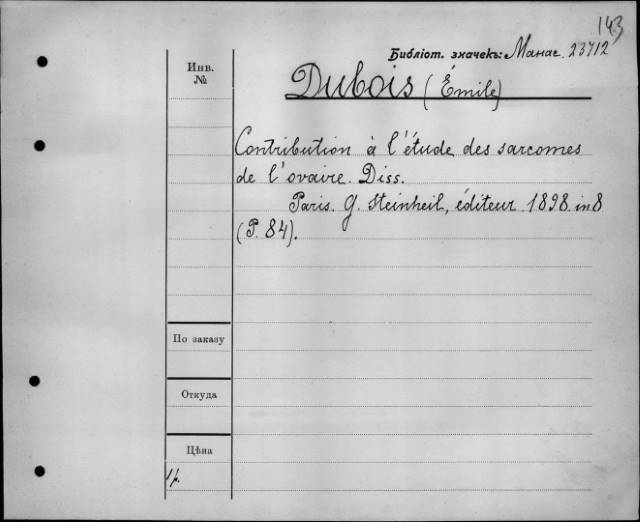 143
Библіот. значекъ: Манас. 23712
Инв.
№
Dubois (Émile)
Contribution à l'étude des sarcomes
de l'ovaire. Diss.
Paris. G. Steinheil, éditeur 1898. in 8
(P. 84).
По заказу
Откуда
Цѣна
1 р.